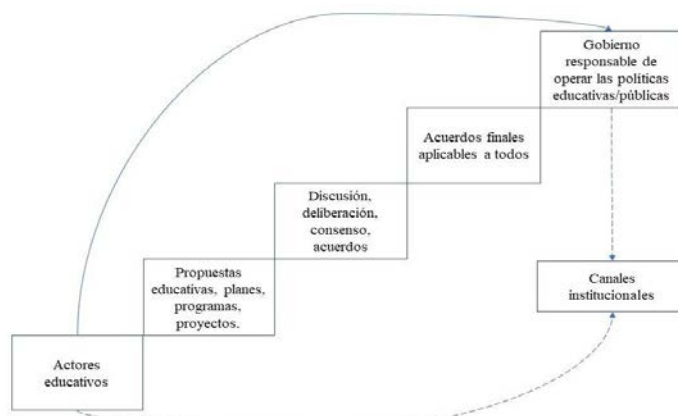 Gobierno
responsable de
operar las políticas
educativas/públicas
Acuerdos finales
aplicables a todos
Discusión,
deliberación,
consenso,
acuerdos
Propuestas
educativas, planes,
programas,
proyectos.
Canales
institucionales
Actores
educativos